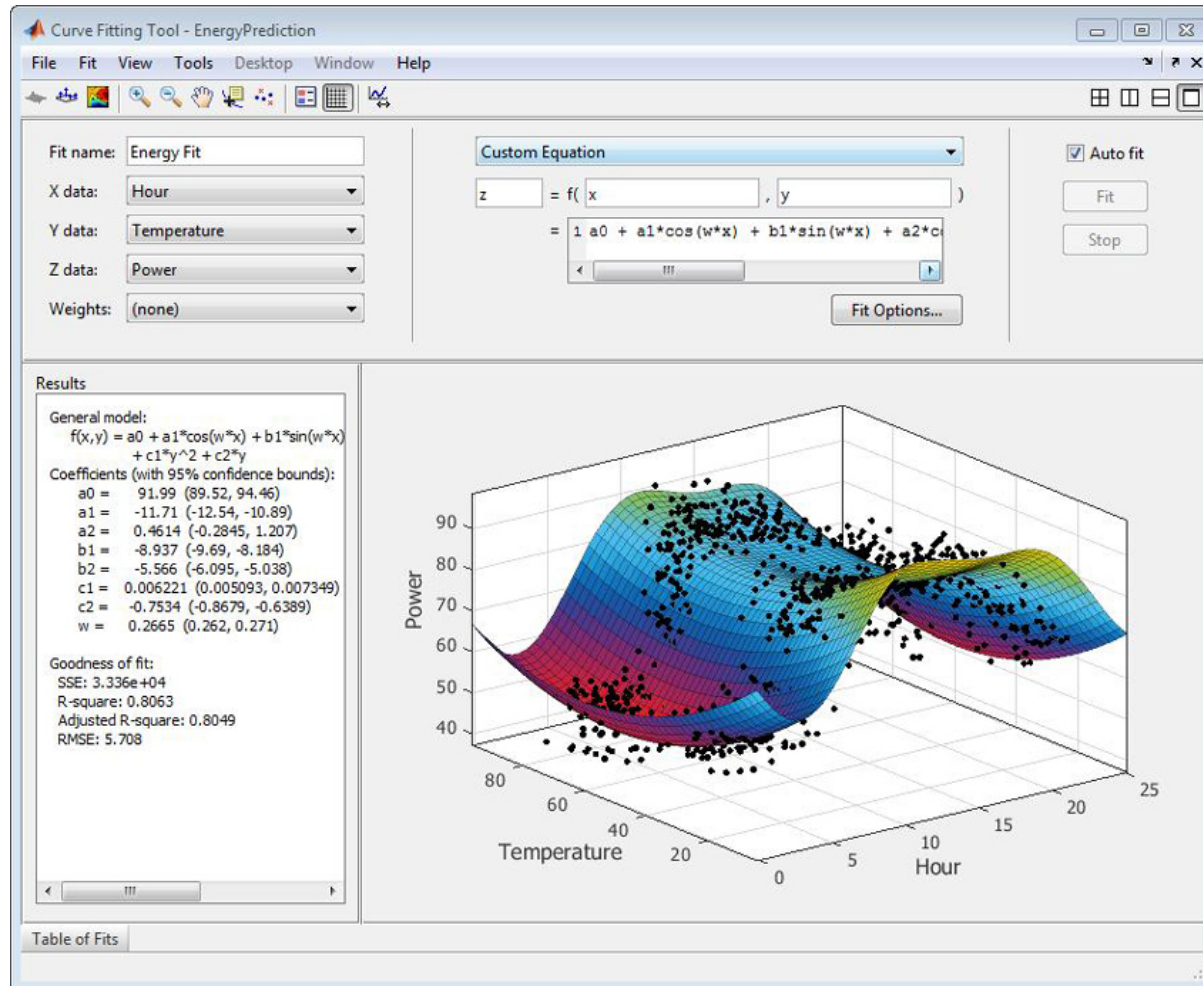 Curve Fitting Tool - EnergyPrediction
File Fit View Tools Desktop Window Help
Fit name: Energy Fit
X data: Hour
Y data: Temperature
Z data: Power
Weights: (none)
Custom Equation
z = f( x , y )
= 1 a0 + a1*cos(w*x) + b1*sin(w*x) + a2*c
Fit Options...
Auto fit
Fit
Stop
Results
General model:
f(x,y) = a0 + a1*cos(w*x) + b1*sin(w*x)
+ c1*y^2 + c2*y
Coefficients (with 95% confidence bounds):
a0 = 91.99 (89.52, 94.46)
a1 = -11.71 (-12.54, -10.89)
a2 = 0.4614 (-0.2845, 1.207)
b1 = -8.937 (-9.69, -8.184)
b2 = -5.566 (-6.095, -5.038)
c1 = 0.006221 (0.005093, 0.007349)
c2 = -0.7534 (-0.8679, -0.6389)
w = 0.2665 (0.262, 0.271)
Goodness of fit:
SSE: 3.336e+04
R-square: 0.8063
Adjusted R-square: 0.8049
RMSE: 5.708
Power
90
80
70
60
50
40
Temperature
80
60
40
20
Hour
0
5
10
15
20
25
Table of Fits